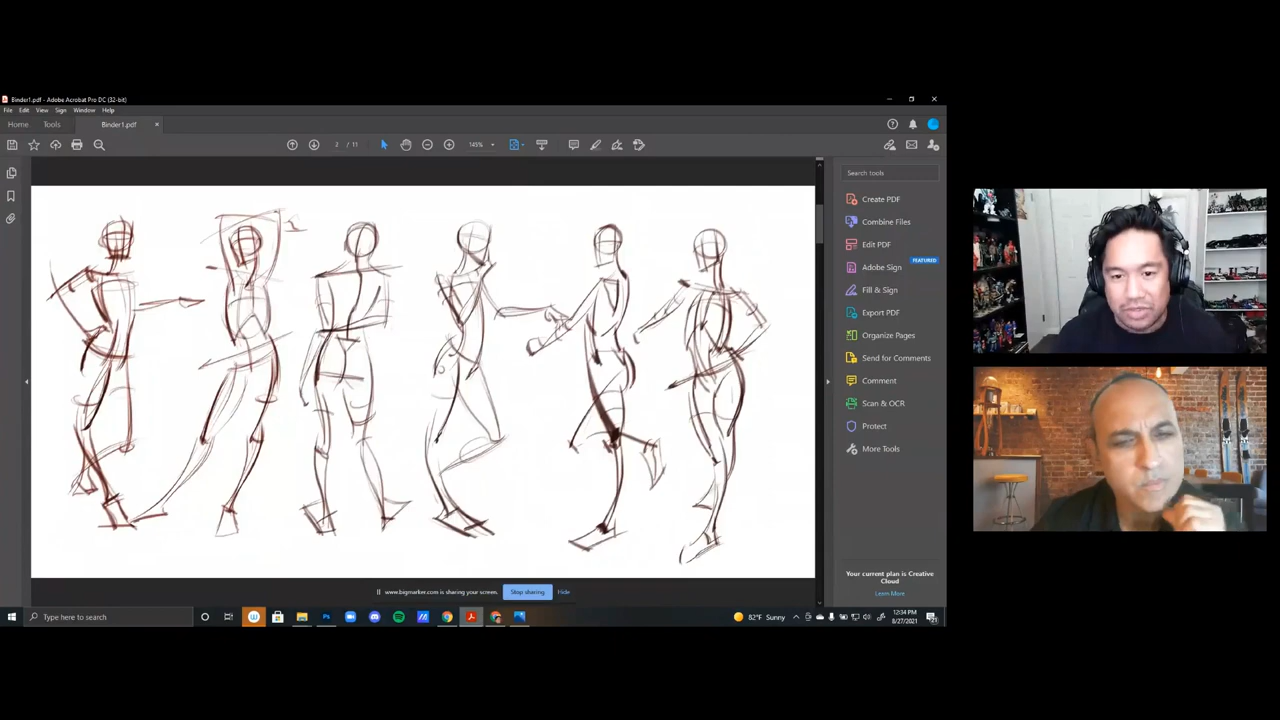 Binder1.pdf - Adobe Acrobat Pro DC (32-bit)
File Edit View Sign Window Help
Home Tools Binder1.pdf ×
2 / 11 145%
Search tools
Create PDF
Combine Files
Edit PDF
FEATURED
Adobe Sign
Fill & Sign
Export PDF
Organize Pages
Send for Comments
Comment
Scan & OCR
Protect
More Tools
Your current plan is Creative
Cloud
Learn More
www.bigmarker.com is sharing your screen. Stop sharing Hide
Type here to search
82°F Sunny
12:34 PM
8/27/2021